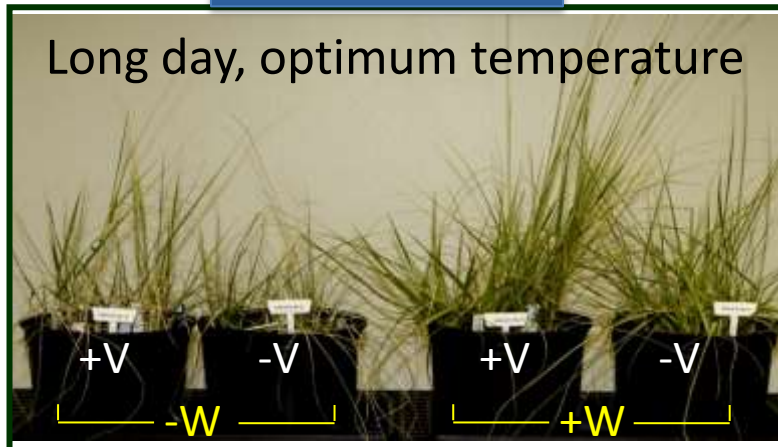 Long day, optimum temperature
+V -V +V -V
-W +W